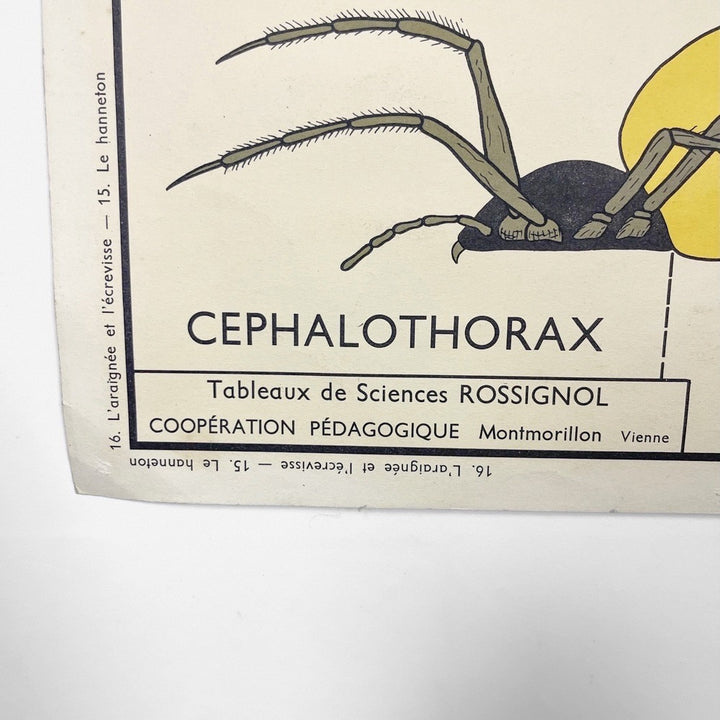 16. L'araignée et l'écrevisse — 15. Le hanneton
CEPHALOTHORAX
Tableaux de Sciences ROSSIGNOL
COOPÉRATION PÉDAGOGIQUE Montmorillon Vienne
16. L'araignée et l'écrevisse — 15. Le hanneton